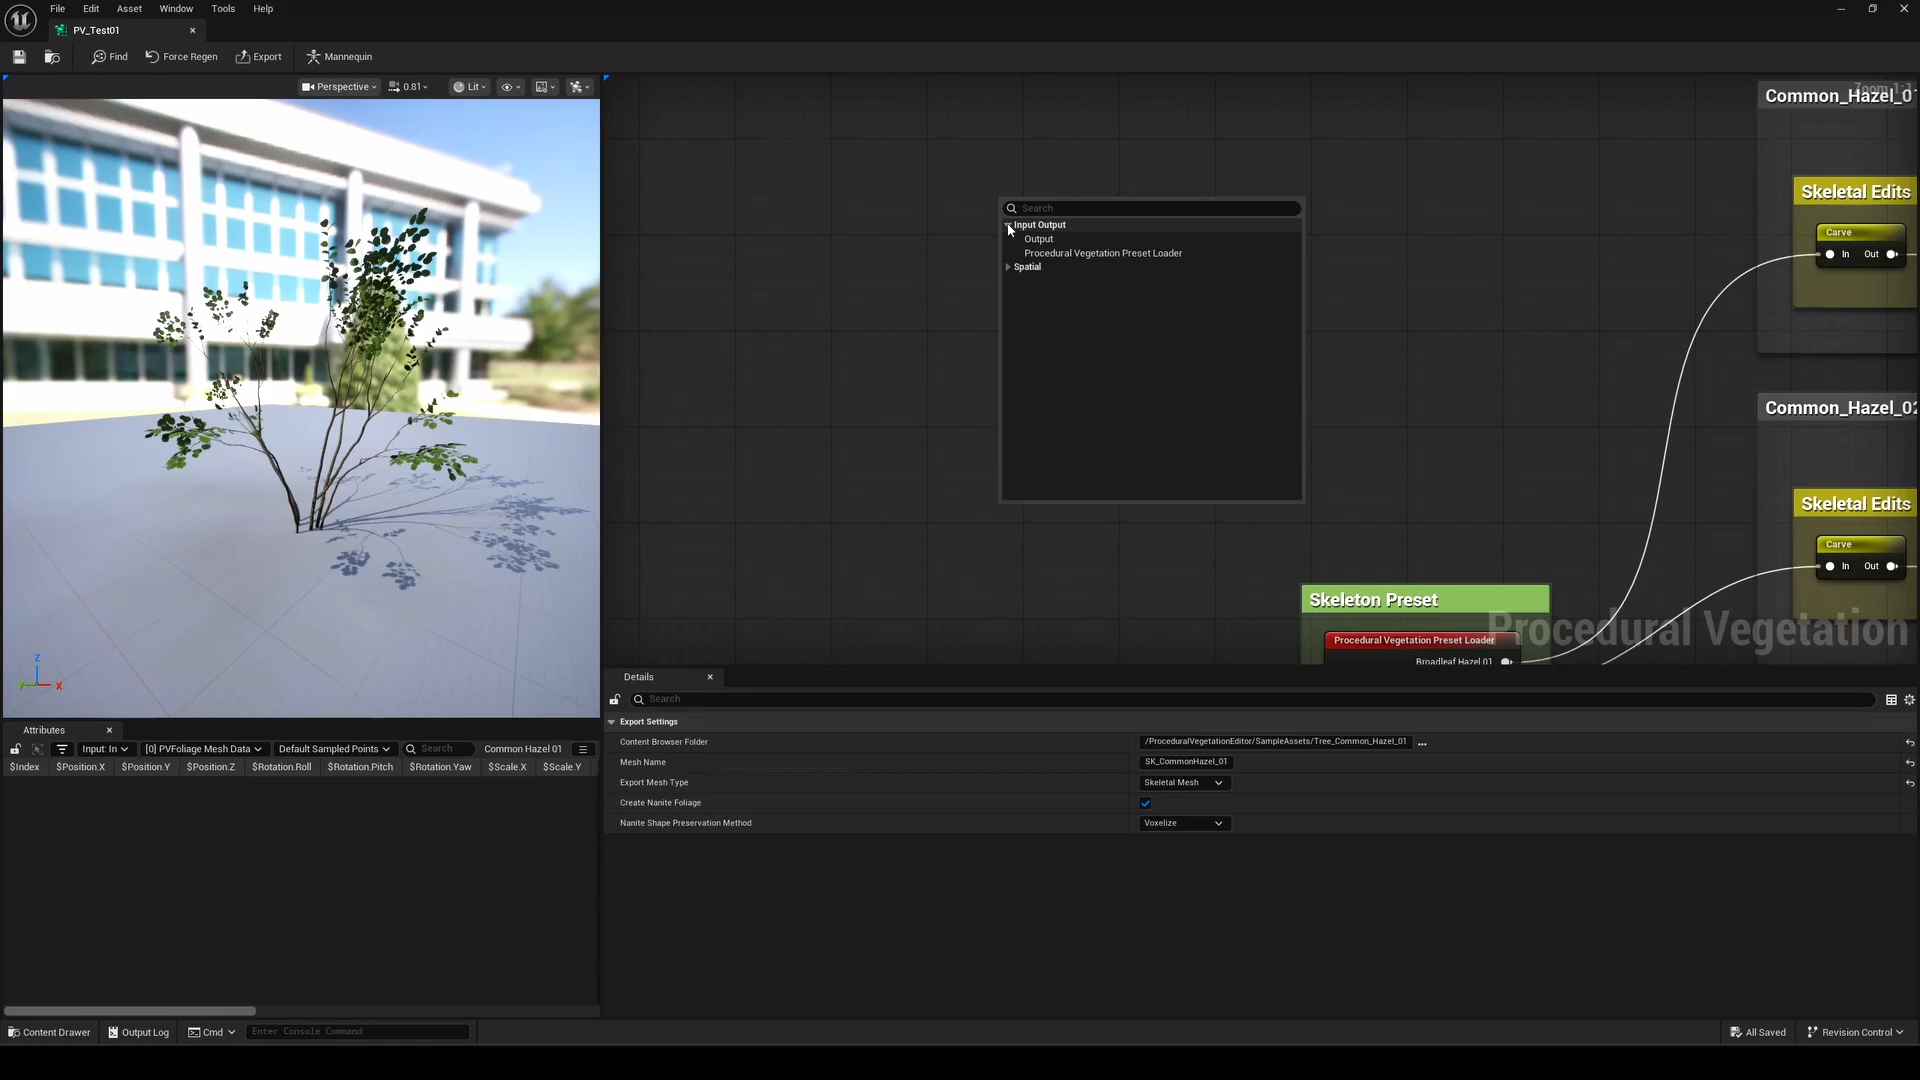 File Edit Asset Window Tools Help
PV_Test01
Find Force Regen Export Mannequin
Perspective 0.81 Lit
Zoom 1:1
Common_Hazel_0
Skeletal Edits
Carve
In Out
Search
Input Output
Output
Procedural Vegetation Preset Loader
Spatial
Common_Hazel_02
Skeletal Edits
Carve
In Out
Skeleton Preset
Procedural Vegetation Preset Loader
Broadleaf Hazel 01
Procedural Vegetation
Z
Y X
Details
Search
Export Settings
Content Browser Folder /ProceduralVegetationEditor/SampleAssets/Tree_Common_Hazel_01 ...
Mesh Name SK_CommonHazel_01
Export Mesh Type Skeletal Mesh
Create Nanite Foliage
Nanite Shape Preservation Method Voxelize
Attributes
Input: In [0] PVFoliage Mesh Data Default Sampled Points Search Common Hazel 01
$Index $Position.X $Position.Y $Position.Z $Rotation.Roll $Rotation.Pitch $Rotation.Yaw $Scale.X $Scale.Y
Content Drawer Output Log Cmd Enter Console Command All Saved Revision Control